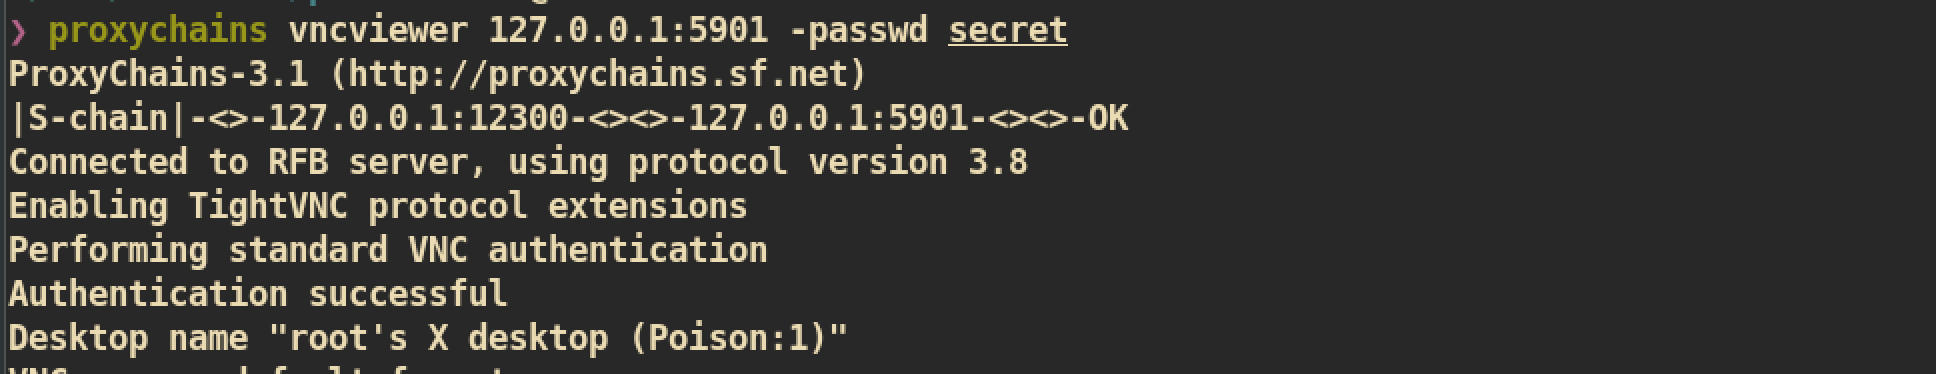 ❯ proxychains vncviewer 127.0.0.1:5901 -passwd secret
ProxyChains-3.1 (http://proxychains.sf.net)
|S-chain|-<>-127.0.0.1:12300-<><>-127.0.0.1:5901-<><>-OK
Connected to RFB server, using protocol version 3.8
Enabling TightVNC protocol extensions
Performing standard VNC authentication
Authentication successful
Desktop name "root's X desktop (Poison:1)"